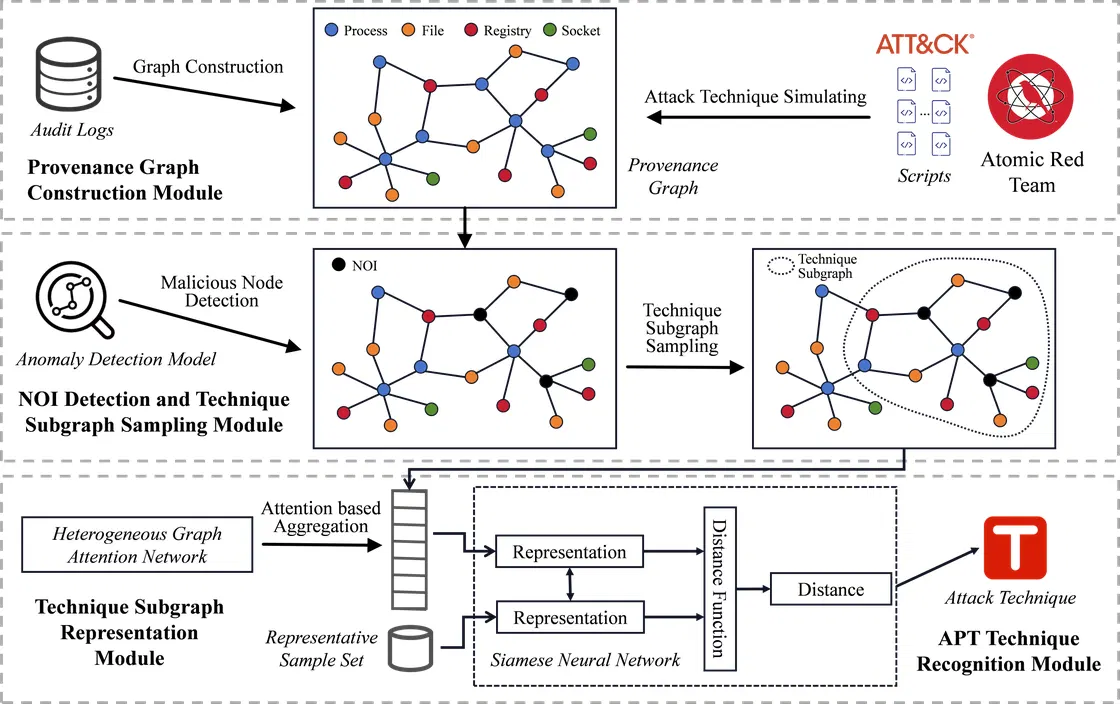 Process File Registry Socket
Graph Construction
Audit Logs
Provenance Graph
Construction Module
Attack Technique Simulating
Provenance
Graph
ATT&CK®
...
Scripts
Atomic Red
Team
Malicious Node
Detection
Anomaly Detection Model
NOI Detection and Technique
Subgraph Sampling Module
NOI
Technique
Subgraph
Sampling
Technique
Subgraph
Heterogeneous Graph
Attention Network
Attention based
Aggregation
Technique Subgraph
Representation
Module
Representative
Sample Set
Representation
Representation
Siamese Neural Network
Distance Function
Distance
T
Attack Technique
APT Technique
Recognition Module